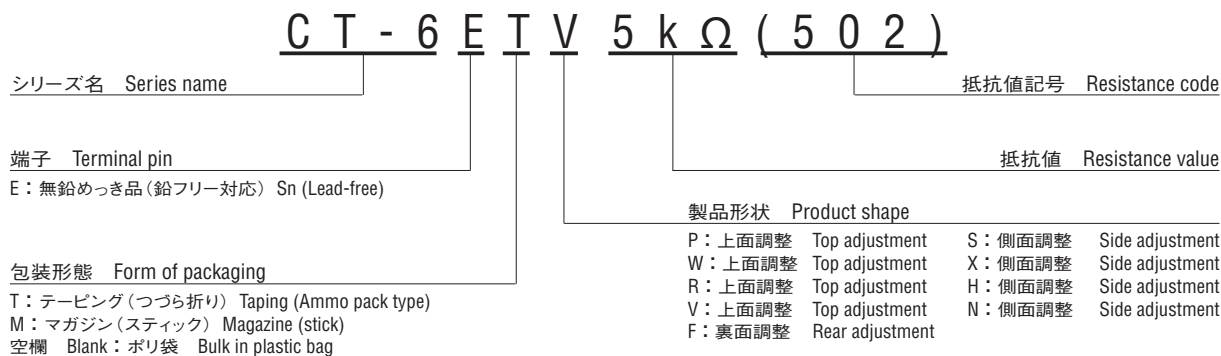 CT-6ETV5kΩ(502)
シリーズ名 Series name
抵抗値記号 Resistance code
端子 Terminal pin
抵抗値 Resistance value
E：無鉛めっき品（鉛フリー対応） Sn (Lead-free)
製品形状 Product shape
P：上面調整 Top adjustment S：側面調整 Side adjustment
W：上面調整 Top adjustment X：側面調整 Side adjustment
R：上面調整 Top adjustment H：側面調整 Side adjustment
V：上面調整 Top adjustment N：側面調整 Side adjustment
F：裏面調整 Rear adjustment
包装形態 Form of packaging
T：テーピング（つづら折り） Taping (Ammo pack type)
M：マガジン（スティック） Magazine (stick)
空欄 Blank：ポリ袋 Bulk in plastic bag